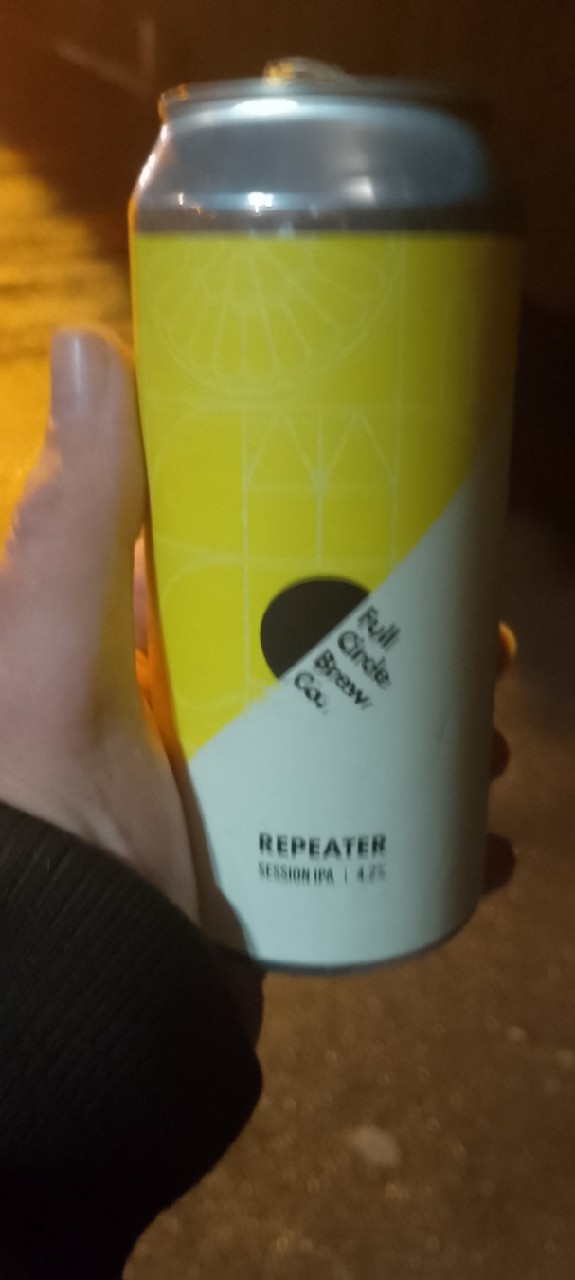 Full
Circle
Brew
Co.
REPEATER
SESSION IPA | 4.2%